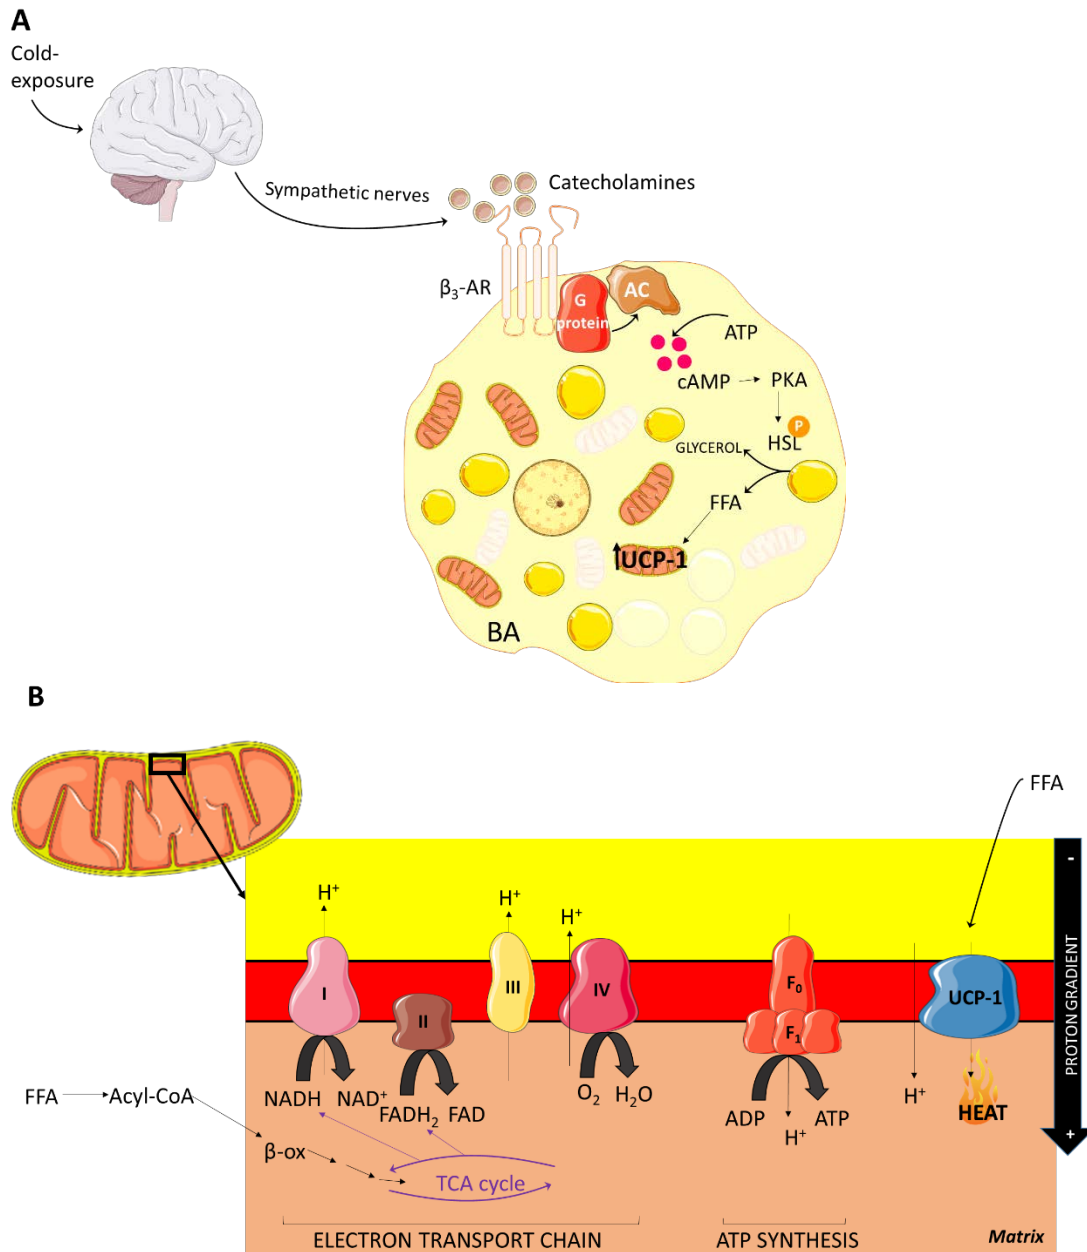 A
Cold-
exposure
Sympathetic nerves
Catecholamines
β₃-AR
G
protein
AC
ATP
cAMP
PKA
P
HSL
GLYCEROL
FFA
UCP-1
BA
B
FFA
-
PROTON GRADIENT
+
H⁺
H⁺
H⁺
I
II
III
IV
F₀
F₁
UCP-1
NADH
NAD⁺
FADH₂
FAD
O₂
H₂O
ADP
ATP
H⁺
H⁺
HEAT
FFA
Acyl-CoA
β-ox
TCA cycle
ELECTRON TRANSPORT CHAIN
ATP SYNTHESIS
Matrix